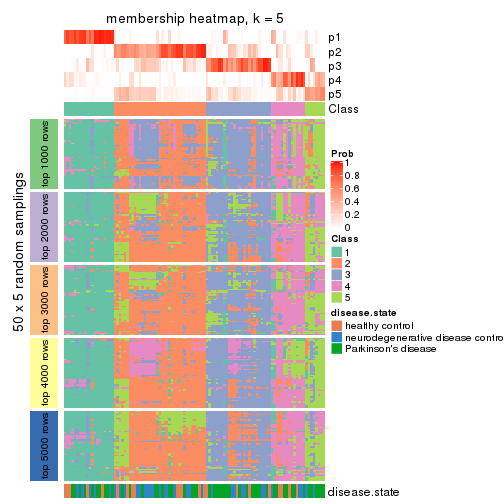 membership heatmap, k = 5
p1
p2
p3
p4
p5
Class
50 x 5 random samplings
top 1000 rows
top 2000 rows
top 3000 rows
top 4000 rows
top 5000 rows
disease.state
Prob
1
0.8
0.6
0.4
0.2
0
Class
1
2
3
4
5
disease.state
healthy control
neurodegenerative disease contro
Parkinson's disease